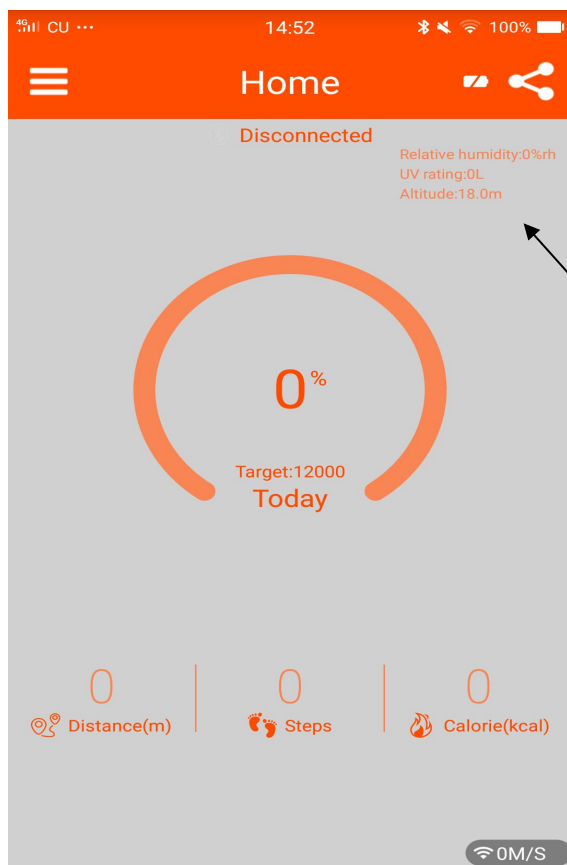 4G CU ··· 14:52 100%
Home
Disconnected
Relative humidity:0%rh
UV rating:0L
Altitude:18.0m
0%
Target:12000
Today
0 0 0
Distance(m) Steps Calorie(kcal)
0M/S